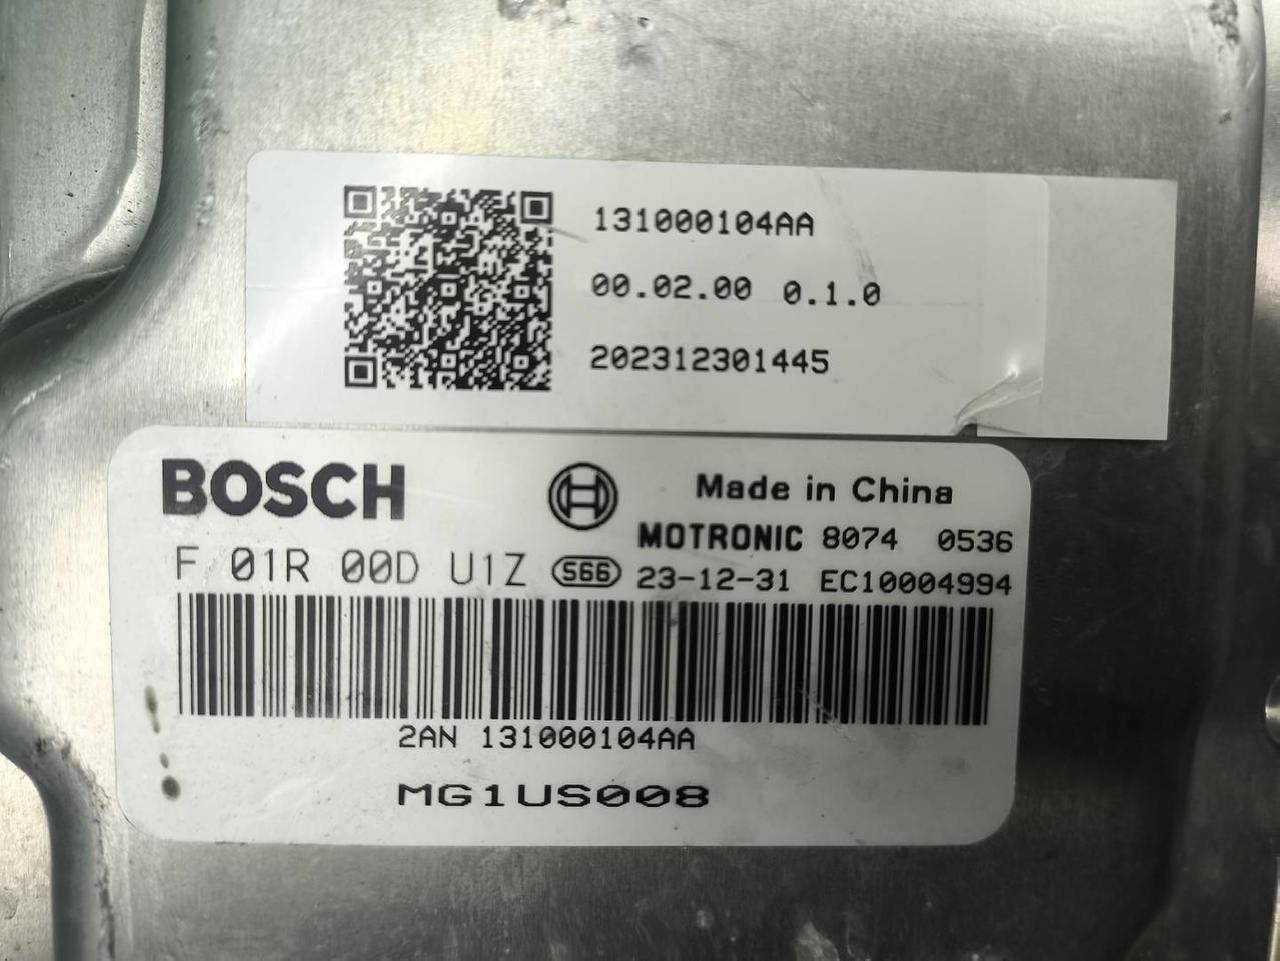 131000104AA
00.02.00 0.1.0
202312301445
BOSCH
Made in China
MOTRONIC 8074 0536
F 01R 00D U1Z S66 23-12-31 EC10004994
2AN 131000104AA
MG1US008